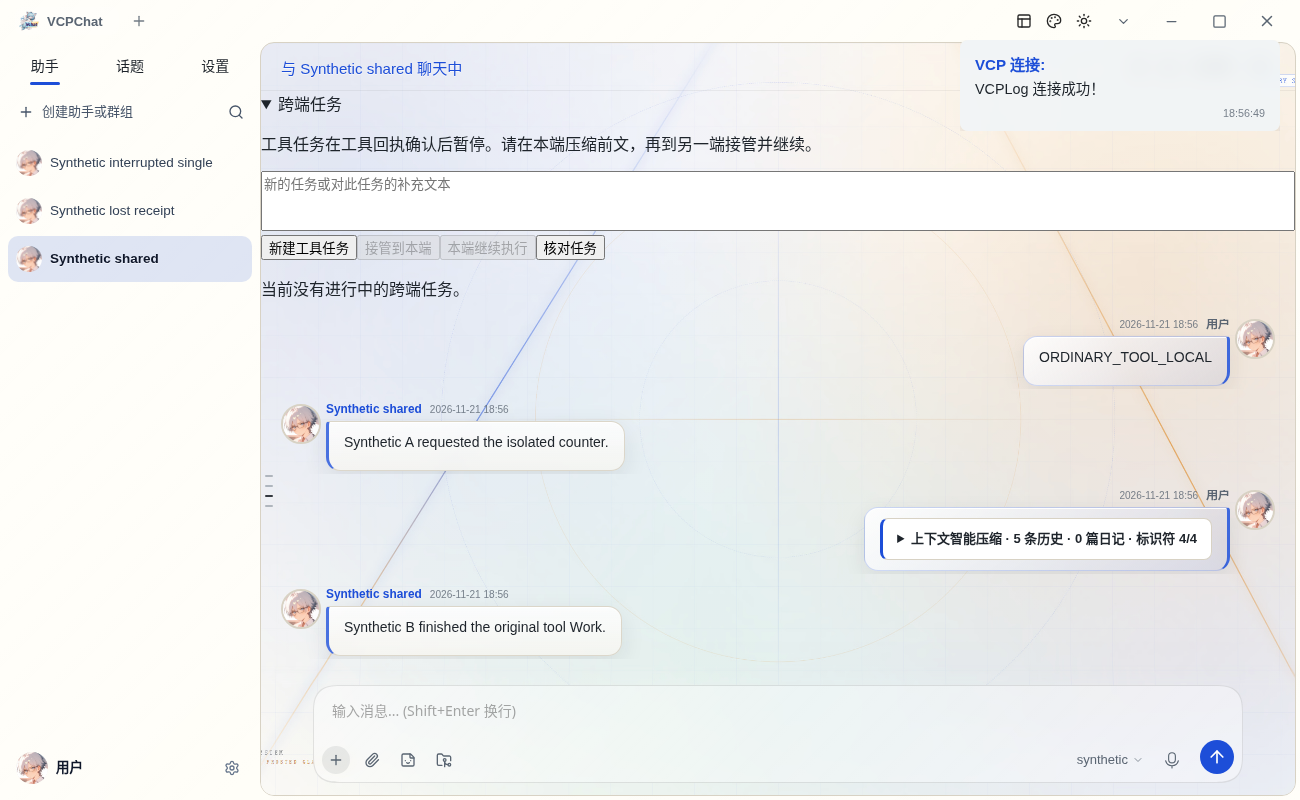 VCPChat
助手
话题
设置
创建助手或群组
Synthetic interrupted single
Synthetic lost receipt
Synthetic shared
用户
与 Synthetic shared 聊天中
VCP 连接:
VCPLog 连接成功!
18:56:49
▼ 跨端任务
工具任务在工具回执确认后暂停。请在本端压缩前文，再到另一端接管并继续。
新的任务或对此任务的补充文本
新建工具任务 接管到本端 本端继续执行 核对任务
当前没有进行中的跨端任务。
2026-11-21 18:56 用户
ORDINARY_TOOL_LOCAL
Synthetic shared 2026-11-21 18:56
Synthetic A requested the isolated counter.
2026-11-21 18:56 用户
▶ 上下文智能压缩 · 5 条历史 · 0 篇日记 · 标识符 4/4
Synthetic shared 2026-11-21 18:56
Synthetic B finished the original tool Work.
输入消息... (Shift+Enter 换行)
synthetic